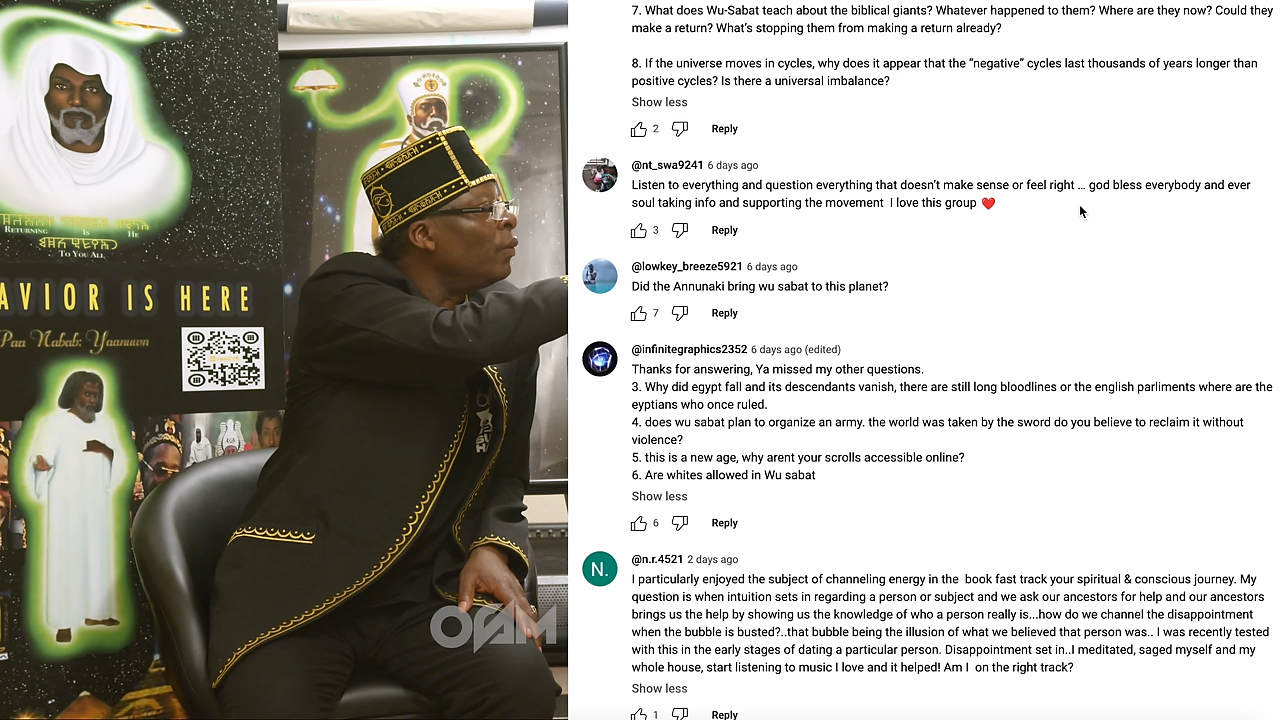 RETURNING IS HE
TO YOU ALL
AVIOR IS HERE
Paa Nabab: Yaanuwn
OSAM
7. What does Wu-Sabat teach about the biblical giants? Whatever happened to them? Where are they now? Could they
make a return? What's stopping them from making a return already?
8. If the universe moves in cycles, why does it appear that the “negative” cycles last thousands of years longer than
positive cycles? Is there a universal imbalance?
Show less
2 Reply
@nt_swa9241 6 days ago
Listen to everything and question everything that doesn't make sense or feel right … god bless everybody and ever
soul taking info and supporting the movement I love this group ❤️
3 Reply
@lowkey_breeze5921 6 days ago
Did the Annunaki bring wu sabat to this planet?
7 Reply
@infinitegraphics2352 6 days ago (edited)
Thanks for answering, Ya missed my other questions.
3. Why did egypt fall and its descendants vanish, there are still long bloodlines or the english parliments where are the
eyptians who once ruled.
4. does wu sabat plan to organize an army. the world was taken by the sword do you believe to reclaim it without
violence?
5. this is a new age, why arent your scrolls accessible online?
6. Are whites allowed in Wu sabat
Show less
6 Reply
N.
@n.r.4521 2 days ago
I particularly enjoyed the subject of channeling energy in the book fast track your spiritual & conscious journey. My
question is when intuition sets in regarding a person or subject and we ask our ancestors for help and our ancestors
brings us the help by showing us the knowledge of who a person really is...how do we channel the disappointment
when the bubble is busted?..that bubble being the illusion of what we believed that person was.. I was recently tested
with this in the early stages of dating a particular person. Disappointment set in..I meditated, saged myself and my
whole house, start listening to music I love and it helped! Am I on the right track?
Show less
1 Reply